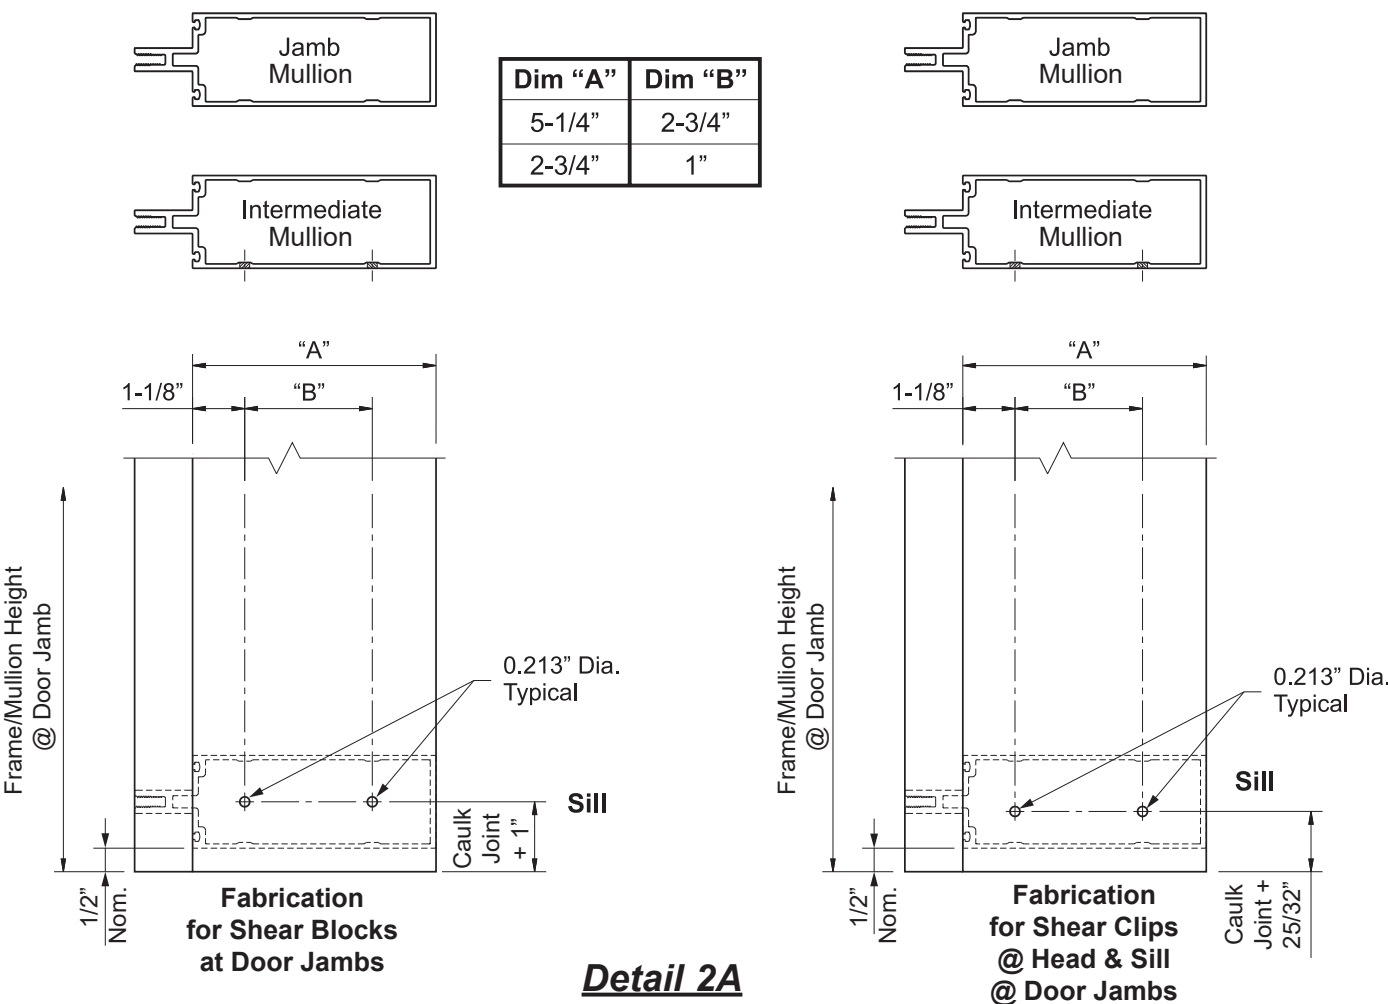 Jamb
Mullion
Dim “A” Dim “B”
5-1/4” 2-3/4”
2-3/4” 1”
Jamb
Mullion
Intermediate
Mullion
Intermediate
Mullion
“A”
1-1/8” “B”
“A”
1-1/8” “B”
Frame/Mullion Height
@ Door Jamb
0.213” Dia.
Typical
Sill
Caulk
Joint
+ 1”
1/2”
Nom.
Fabrication
for Shear Blocks
at Door Jambs
Frame/Mullion Height
@ Door Jamb
0.213” Dia.
Typical
Sill
Caulk
Joint +
25/32”
1/2”
Nom.
Fabrication
for Shear Clips
@ Head & Sill
@ Door Jambs
Detail 2A